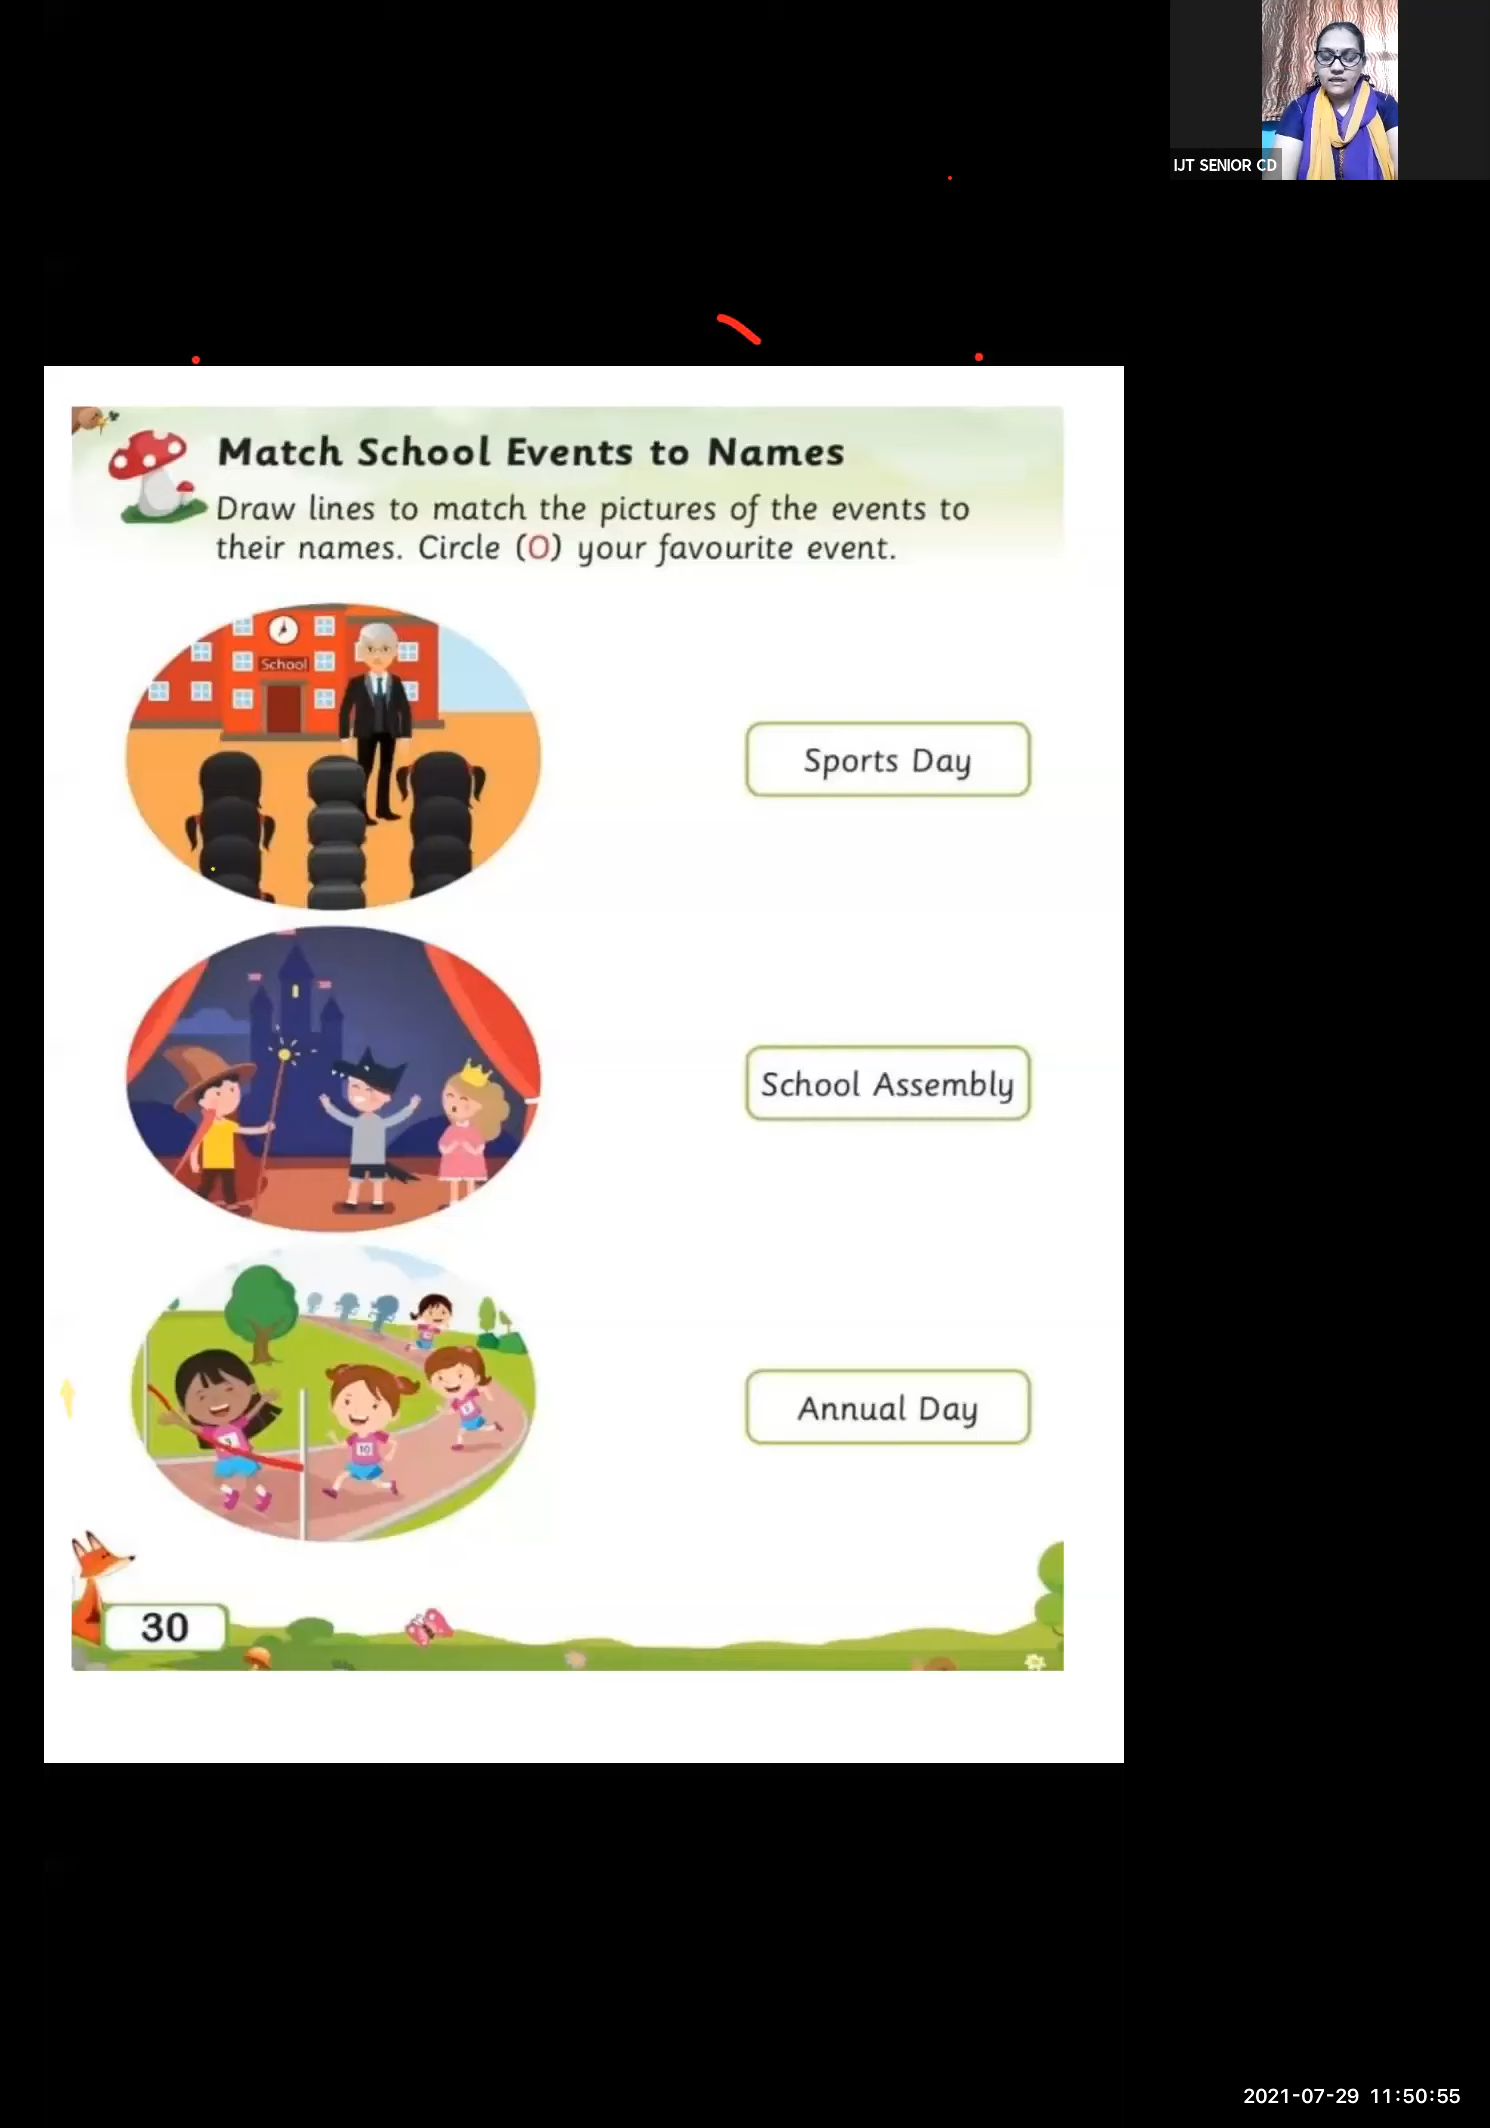 IJT SENIOR CD
Match School Events to Names
Draw lines to match the pictures of the events to
their names. Circle (O) your favourite event.
School
Sports Day
School Assembly
Annual Day
10
30
2021-07-29 11:50:55